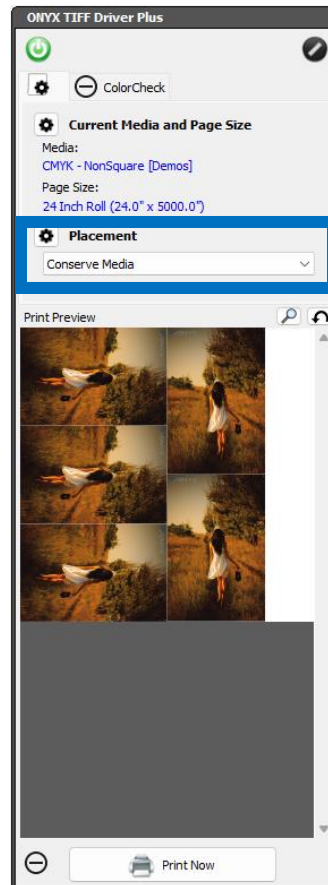 ONYX TIFF Driver Plus
ColorCheck
Current Media and Page Size
Media:
CMYK - NonSquare [Demos]
Page Size:
24 Inch Roll (24.0" x 5000.0")
Placement
Conserve Media
Print Preview
Print Now